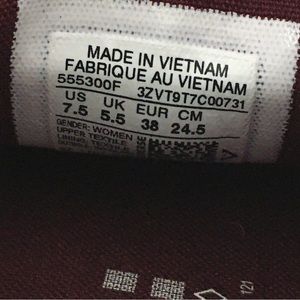 MADE IN VIETNAM
FABRIQUE AU VIETNAM
555300F 3ZVT9T7C00731
US UK EUR CM
7.5 5.5 38 24.5
GENDER: WOMEN
UPPER: TEXTILE
LINING: TEXTILE
121